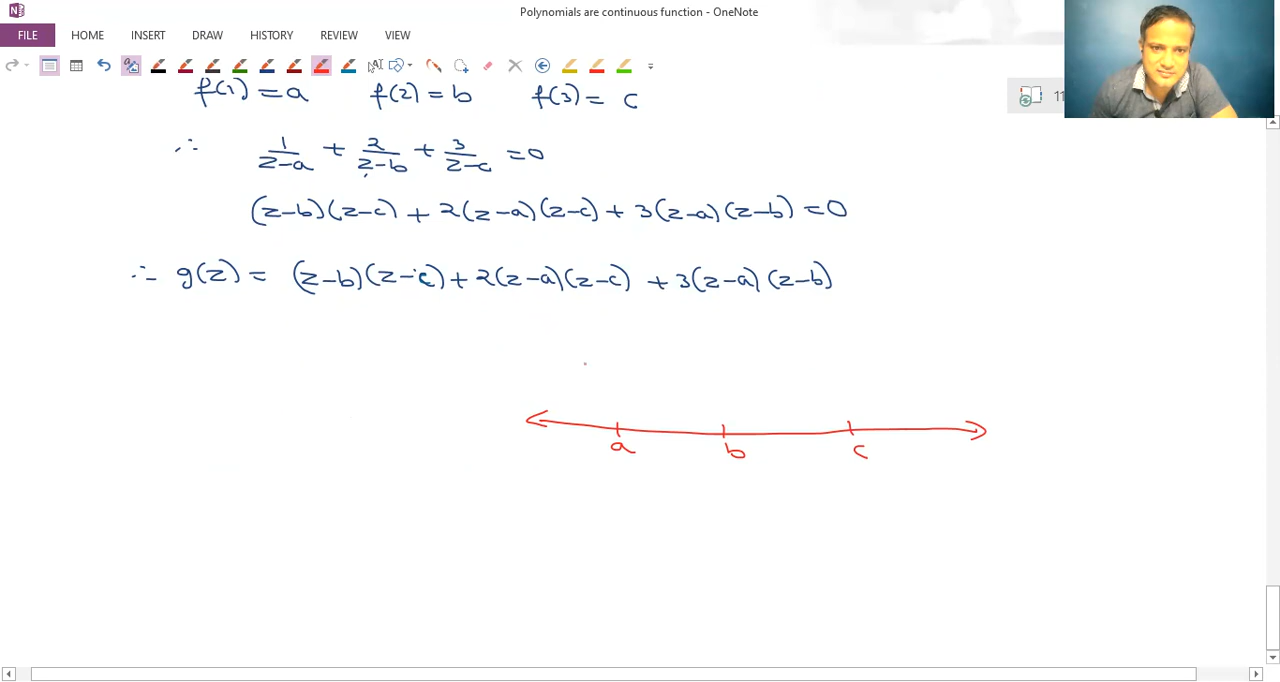 Polynomials are continuous function - OneNote
FILE HOME INSERT DRAW HISTORY REVIEW VIEW
f(1) = a f(2) = b f(3) = c
11
∴ 1/(z-a) + 2/(z-b) + 3/(z-c) = 0
(z-b)(z-c) + 2(z-a)(z-c) + 3(z-a)(z-b) = 0
∴ g(z) = (z-b)(z-c) + 2(z-a)(z-c) + 3(z-a)(z-b)
a b c